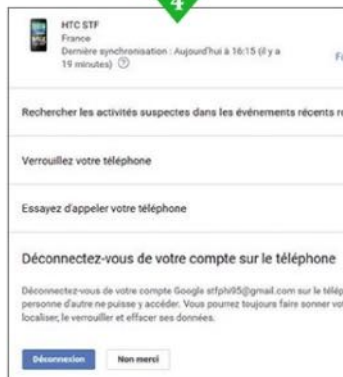 4
HTC STF
France
Dernière synchronisation : Aujourd'hui à 16:15 (il y a
19 minutes) ?
Rechercher les activités suspectes dans les événements récents
Verrouillez votre téléphone
Essayez d'appeler votre téléphone
Déconnectez-vous de votre compte sur le téléphone
Déconnectez-vous de votre compte Google stfphi95@gmail.com sur le
personne d'autre ne puisse y accéder. Vous pourrez toujours faire sonner
localiser, le verrouiller et effacer ses données.
Déconnexion Non merci